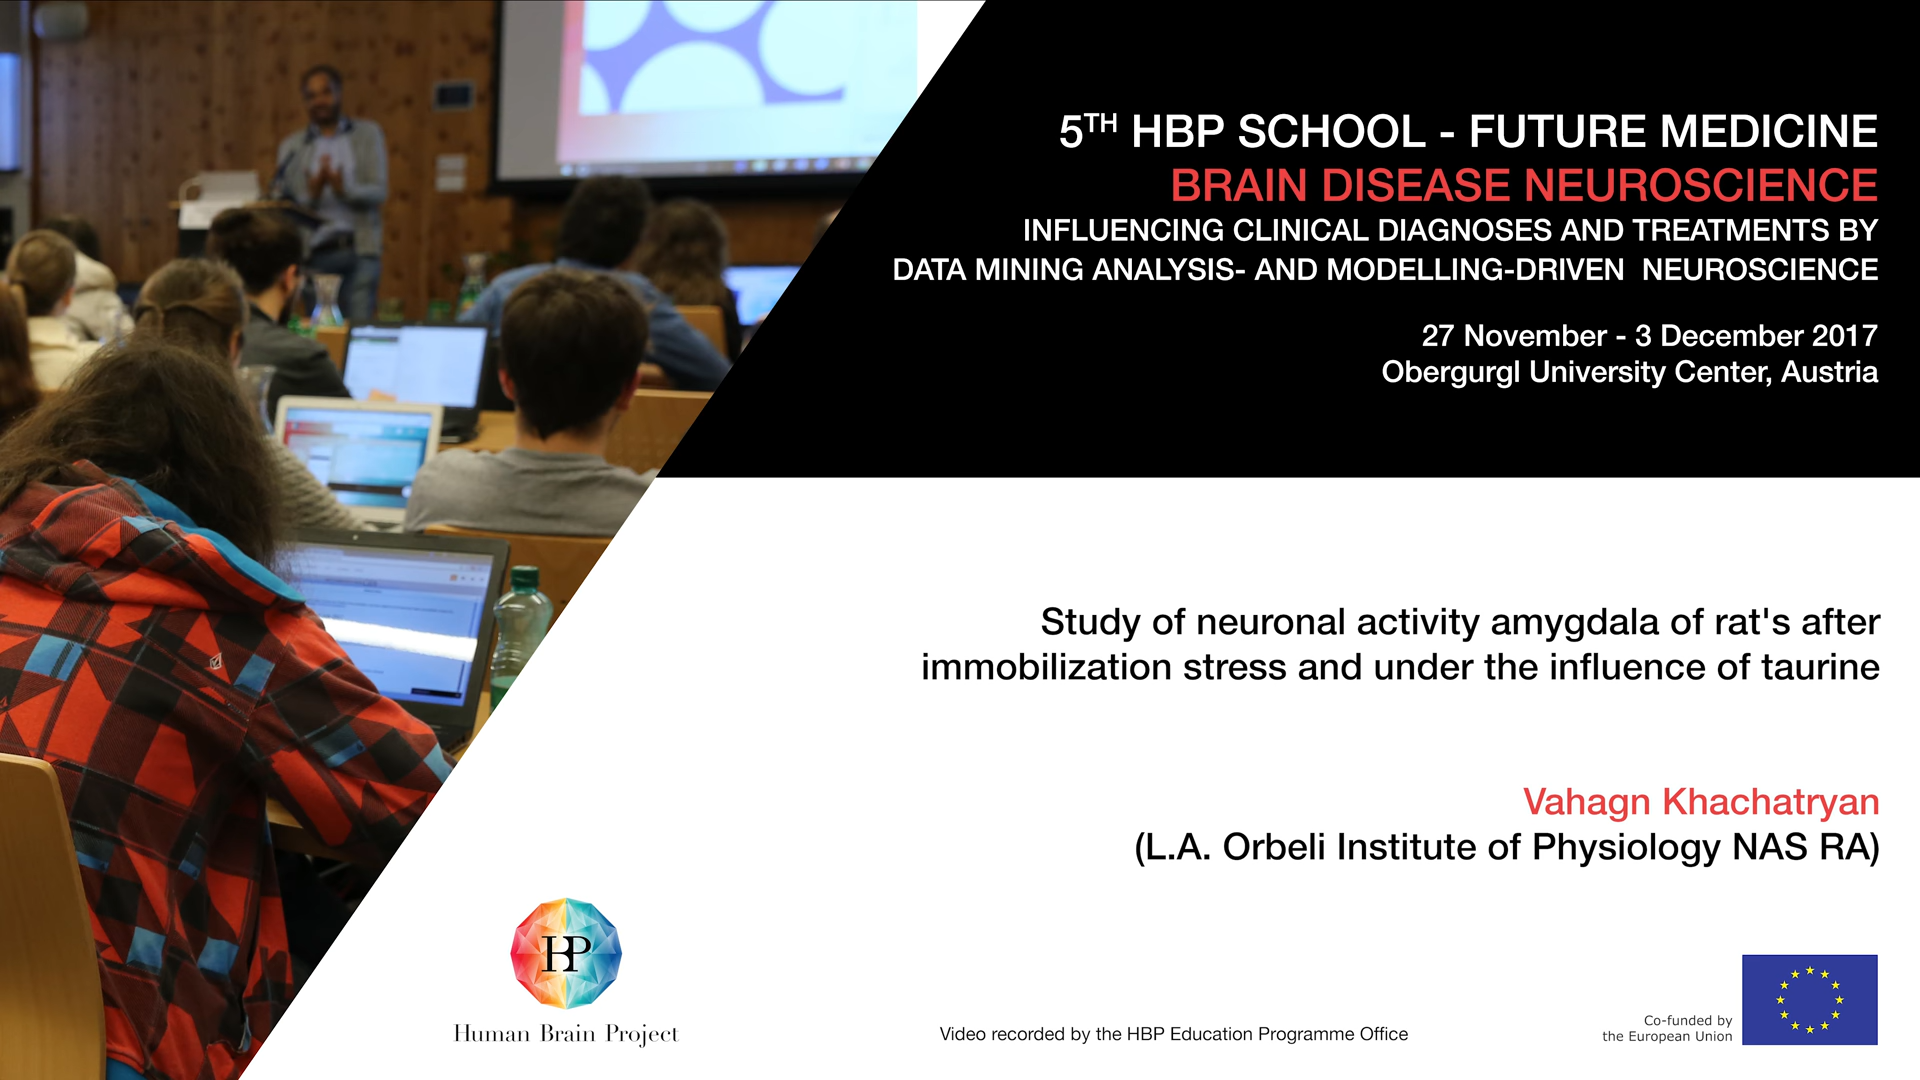 5TH HBP SCHOOL - FUTURE MEDICINE
BRAIN DISEASE NEUROSCIENCE
INFLUENCING CLINICAL DIAGNOSES AND TREATMENTS BY
DATA MINING ANALYSIS- AND MODELLING-DRIVEN NEUROSCIENCE
27 November - 3 December 2017
Obergurgl University Center, Austria
Study of neuronal activity amygdala of rat's after
immobilization stress and under the influence of taurine
Vahagn Khachatryan
(L.A. Orbeli Institute of Physiology NAS RA)
HBP
Human Brain Project
Video recorded by the HBP Education Programme Office
Co-funded by
the European Union